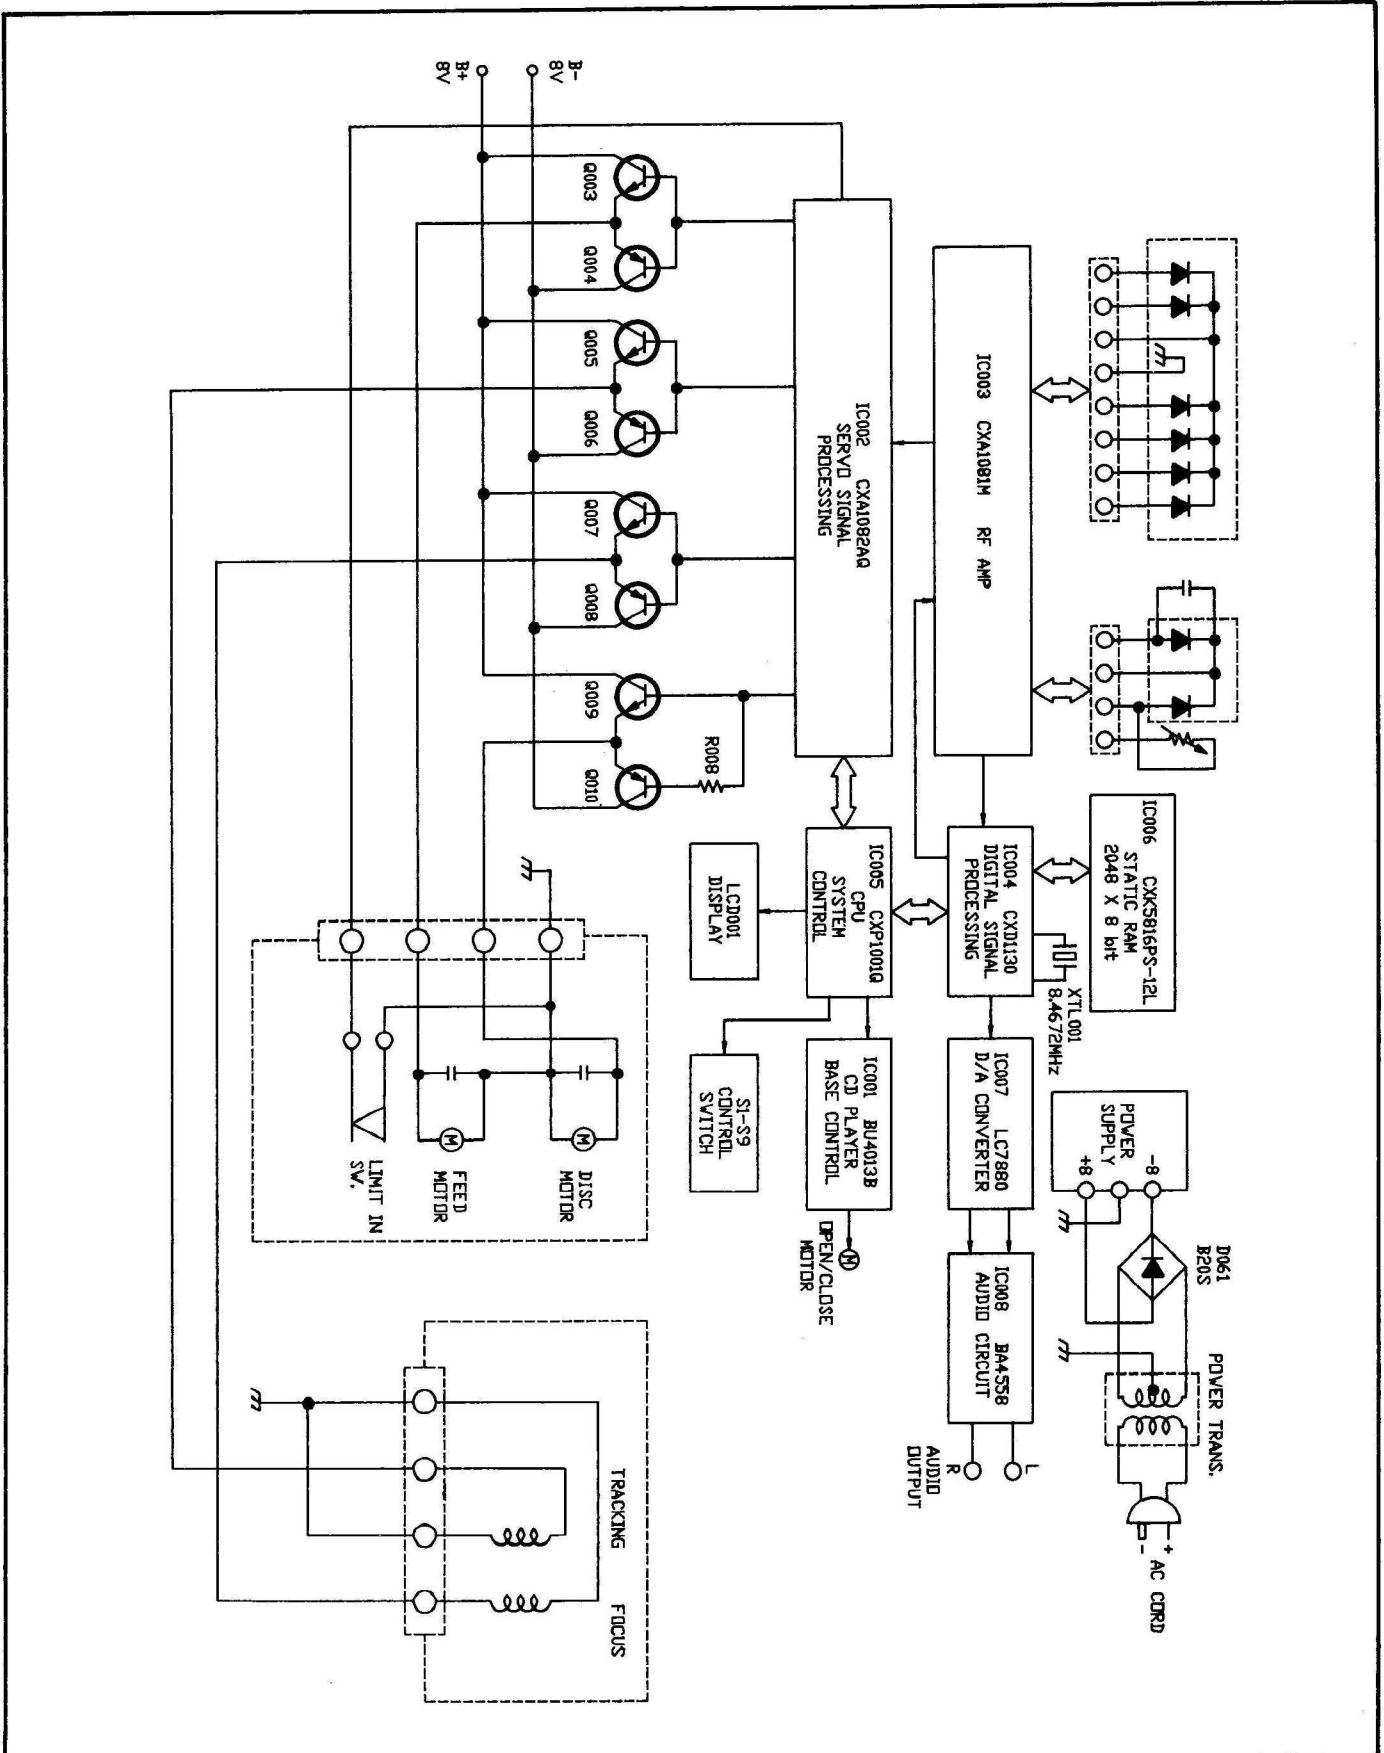 IC003 CXA1081M RF AMP
IC006 CXK5816PS-12L
STATIC RAM
2048 X 8 bit
POWER
SUPPLY
-8
+8
D061
B20S
POWER TRANS.
+
-
AC CORD
IC002 CXA1082AQ
SERVO SIGNAL
PROCESSING
IC004 CXD1130
DIGITAL SIGNAL
PROCESSING
XTL001
8.4672MHz
IC007 LC7880
D/A CONVERTER
IC008 BA4558
AUDIO CIRCUIT
L
R
AUDIO
OUTPUT
IC005 CXP1001Q
CPU
SYSTEM
CONTROL
IC001 BU4013B
CD PLAYER
BASE CONTROL
M
OPEN/CLOSE
MOTOR
LCD001
DISPLAY
S1-S9
CONTROL
SWITCH
R008
B-
8V
B+
8V
Q003
Q004
Q005
Q006
Q007
Q008
Q009
Q010
M
DISC
MOTOR
M
FEED
MOTOR
LIMIT IN
SW.
TRACKING
FOCUS